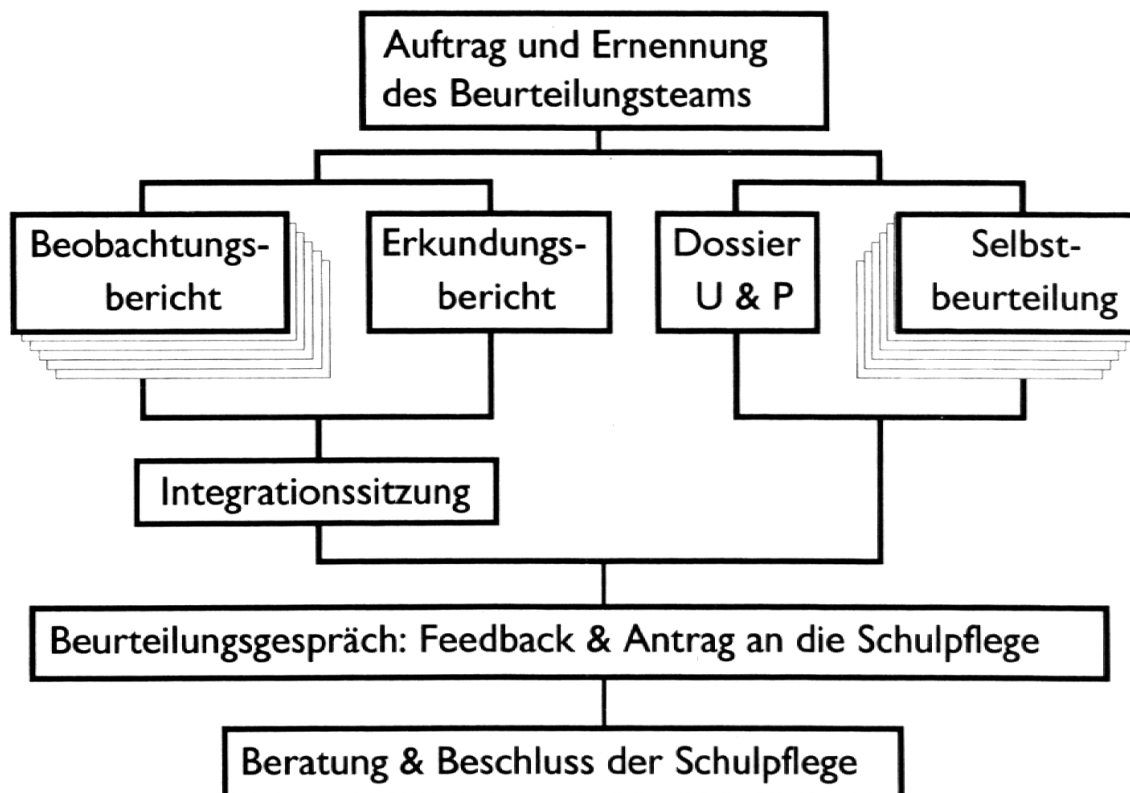 Auftrag und Ernennung
des Beurteilungsteams
Beobachtungs-
bericht
Erkundungs-
bericht
Dossier
U & P
Selbst-
beurteilung
Integrationssitzung
Beurteilungsgespräch: Feedback & Antrag an die Schulpflege
Beratung & Beschluss der Schulpflege